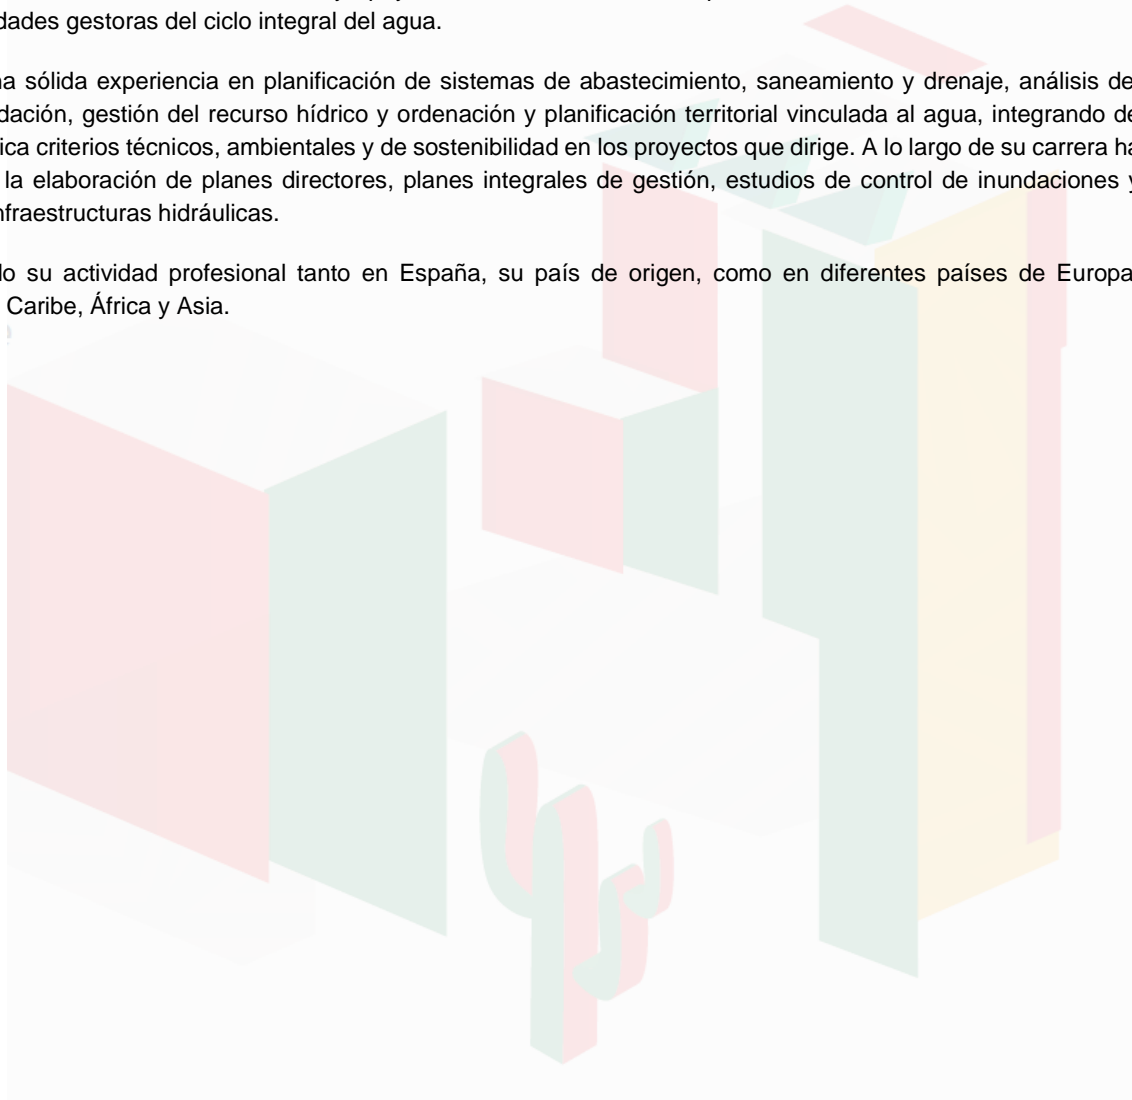 dades gestoras del ciclo integral del agua.
a sólida experiencia en planificación de sistemas de abastecimiento, saneamiento y drenaje, análisis de
dación, gestión del recurso hídrico y ordenación y planificación territorial vinculada al agua, integrando de
ica criterios técnicos, ambientales y de sostenibilidad en los proyectos que dirige. A lo largo de su carrera ha
la elaboración de planes directores, planes integrales de gestión, estudios de control de inundaciones y
nfraestructuras hidráulicas.
do su actividad profesional tanto en España, su país de origen, como en diferentes países de Europa
Caribe, África y Asia.